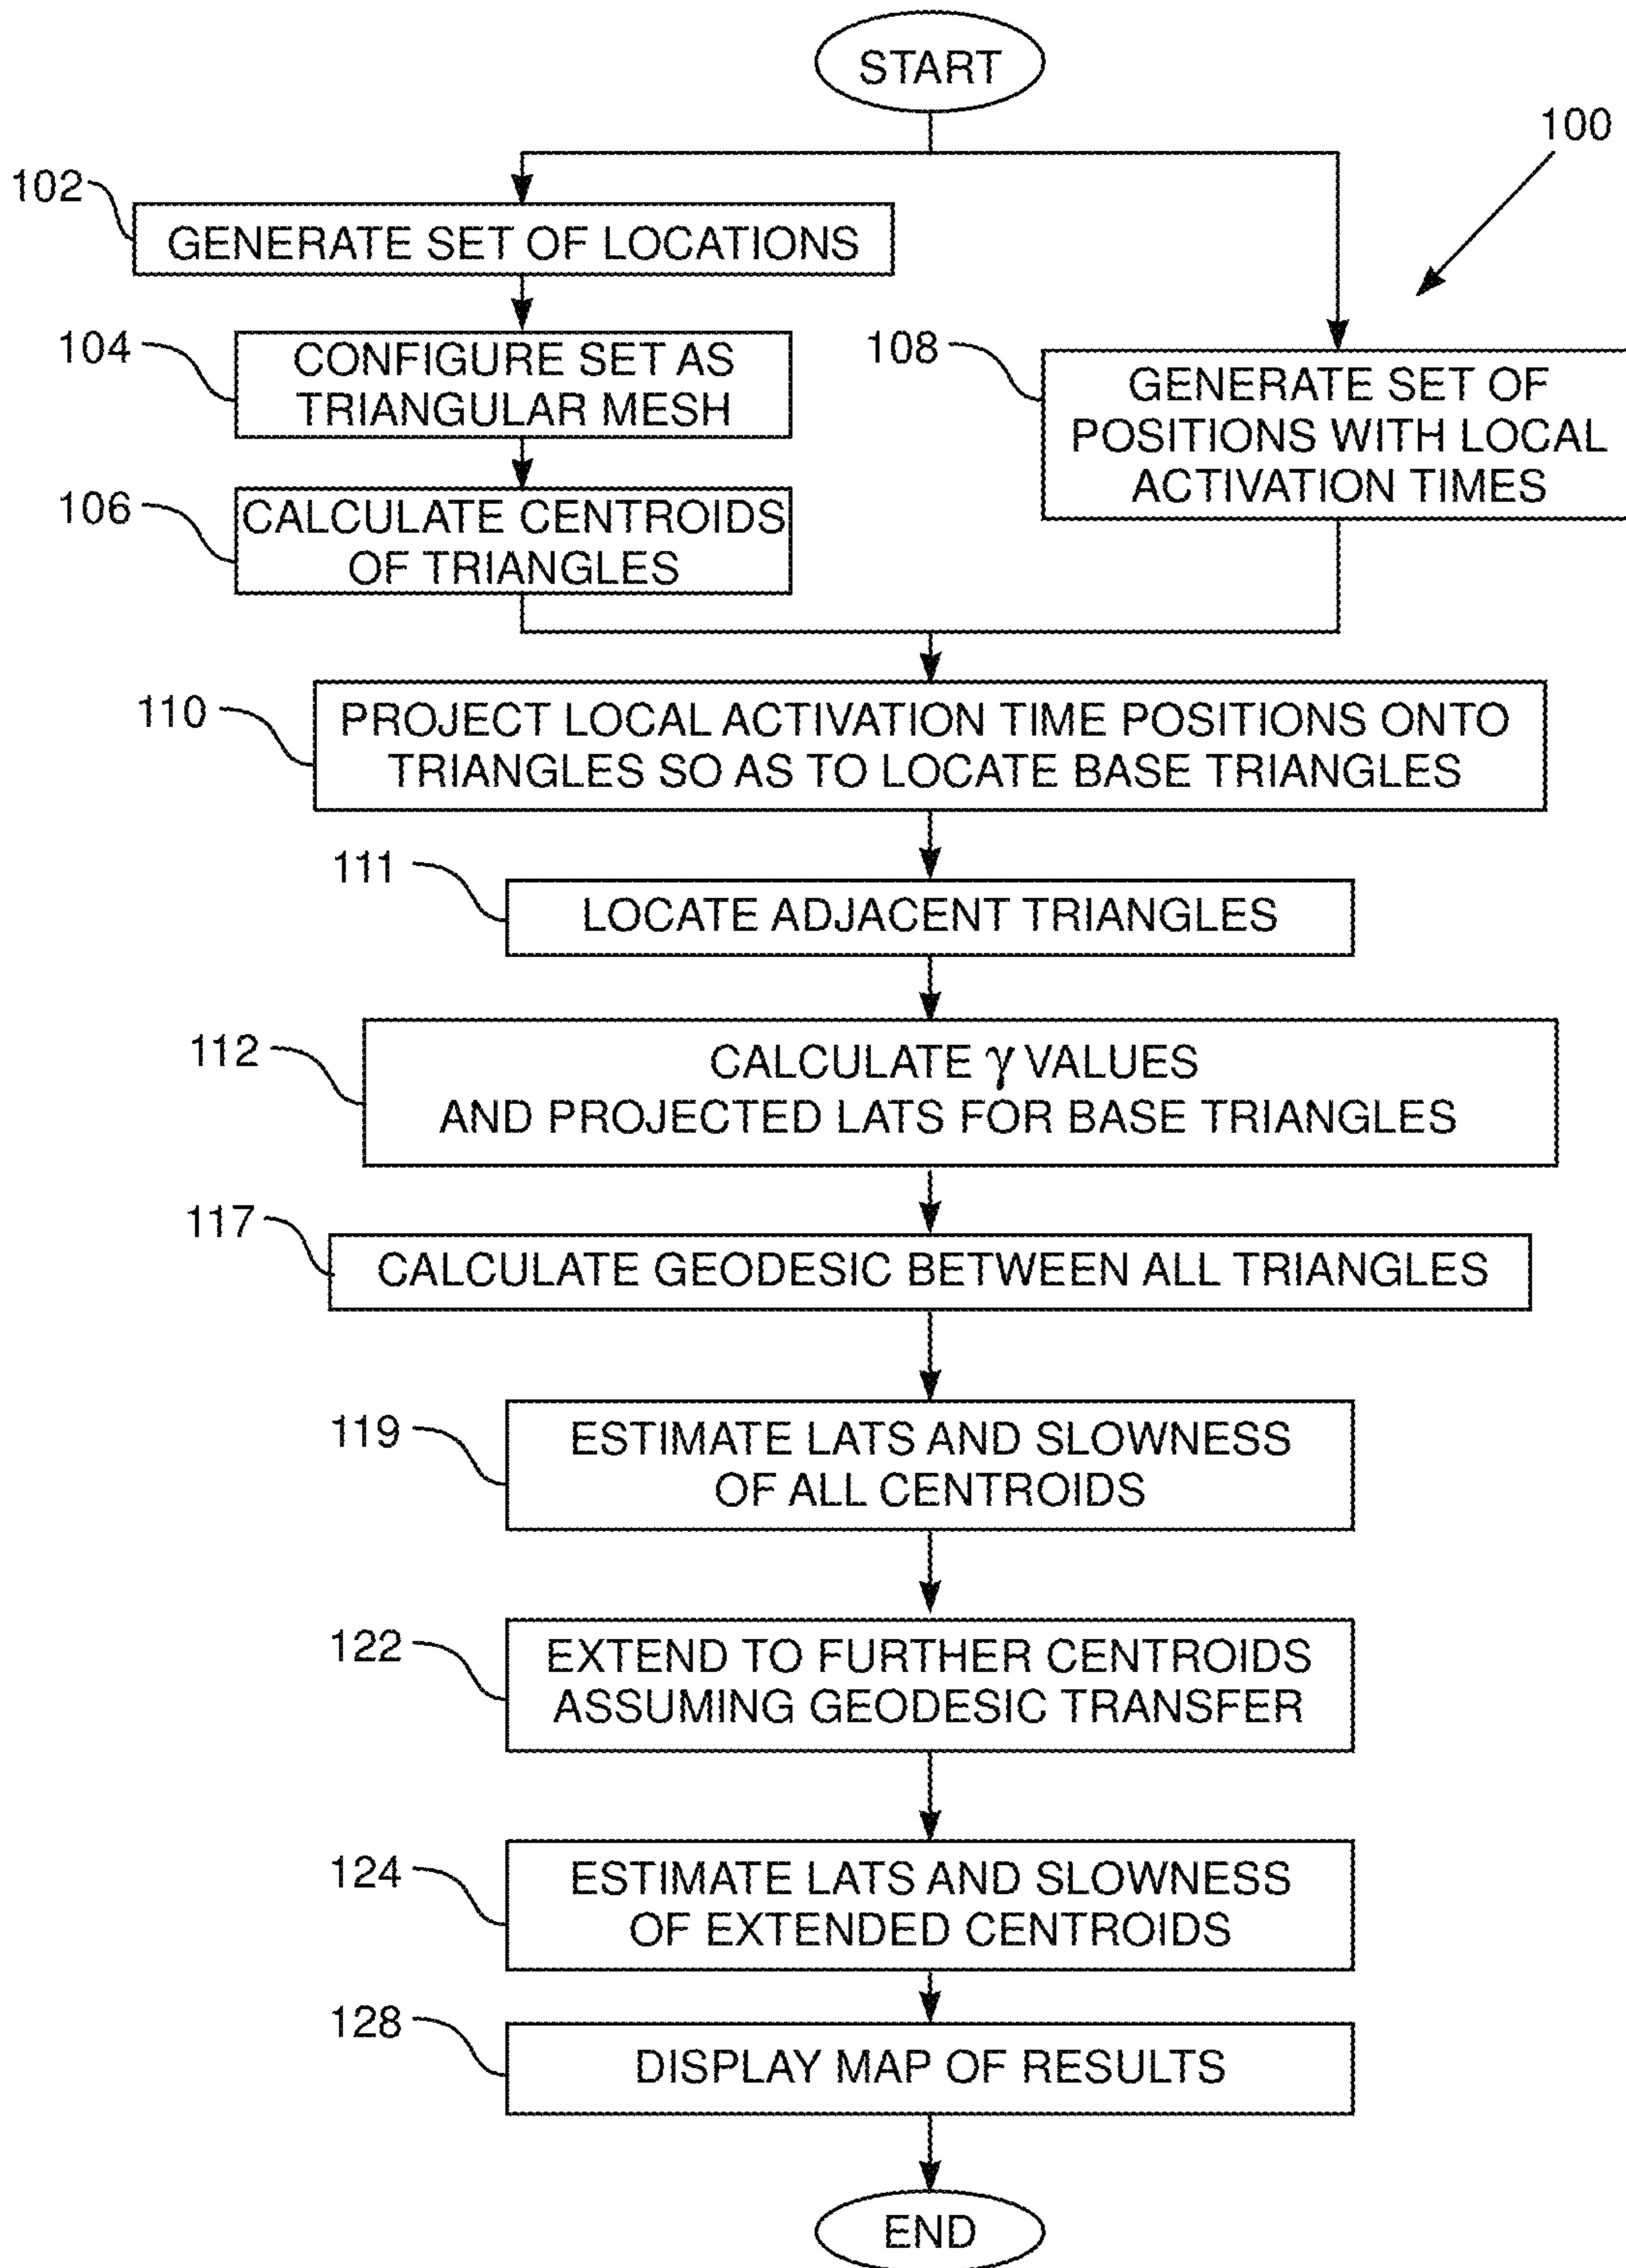 START
100
102
GENERATE SET OF LOCATIONS
104
CONFIGURE SET AS
TRIANGULAR MESH
108
GENERATE SET OF
POSITIONS WITH LOCAL
ACTIVATION TIMES
106
CALCULATE CENTROIDS
OF TRIANGLES
110
PROJECT LOCAL ACTIVATION TIME POSITIONS ONTO
TRIANGLES SO AS TO LOCATE BASE TRIANGLES
111
LOCATE ADJACENT TRIANGLES
112
CALCULATE γ VALUES
AND PROJECTED LATS FOR BASE TRIANGLES
117
CALCULATE GEODESIC BETWEEN ALL TRIANGLES
119
ESTIMATE LATS AND SLOWNESS
OF ALL CENTROIDS
122
EXTEND TO FURTHER CENTROIDS
ASSUMING GEODESIC TRANSFER
124
ESTIMATE LATS AND SLOWNESS
OF EXTENDED CENTROIDS
128
DISPLAY MAP OF RESULTS
END